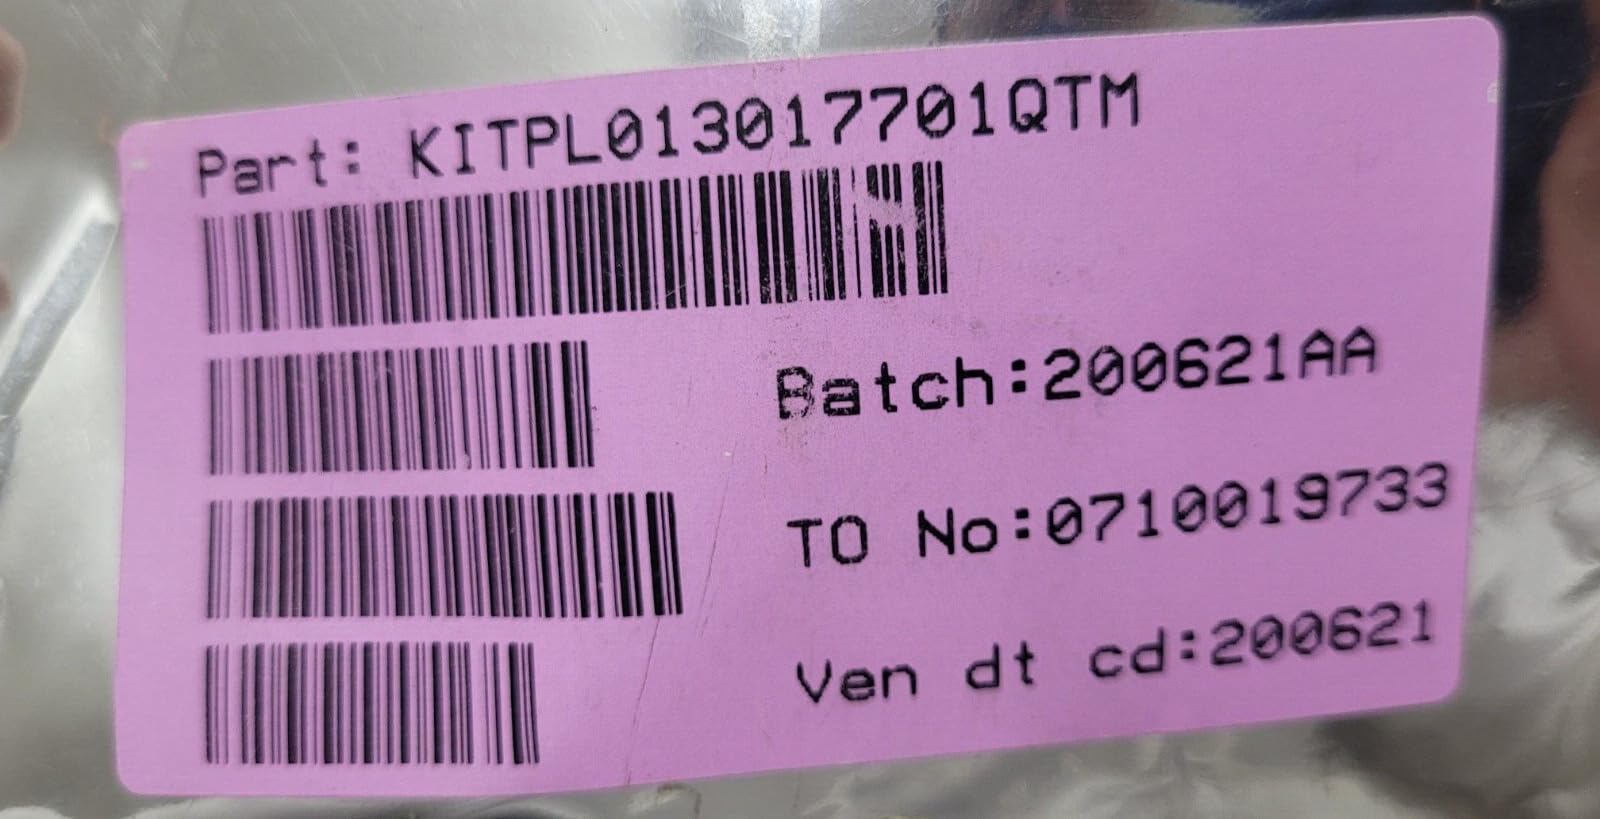 Part: KITPL013017701QTM
Batch:200621AA
TO No:0710019733
Ven dt cd:200621